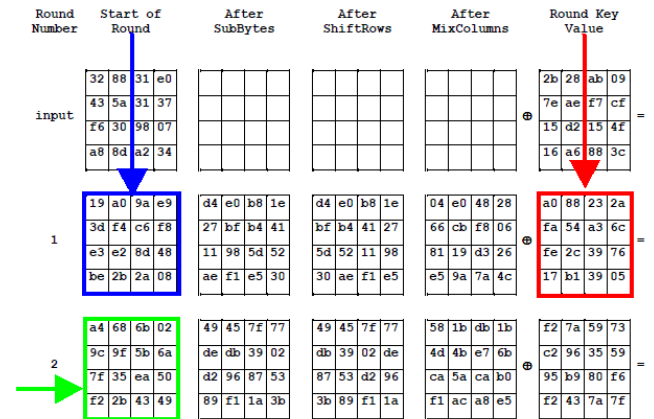 Round Start of After After After Round Key
Number Round SubBytes ShiftRows MixColumns Value
32 88 31 e0 2b 28 ab 09
43 5a 31 37 7e ae f7 cf
input ⊕ =
f6 30 98 07 15 d2 15 4f
a8 8d a2 34 16 a6 88 3c
19 a0 9a e9 d4 e0 b8 1e d4 e0 b8 1e 04 e0 48 28 a0 88 23 2a
3d f4 c6 f8 27 bf b4 41 bf b4 41 27 66 cb f8 06 fa 54 a3 6c
1 ⊕ =
e3 e2 8d 48 11 98 5d 52 5d 52 11 98 81 19 d3 26 fe 2c 39 76
be 2b 2a 08 ae f1 e5 30 30 ae f1 e5 e5 9a 7a 4c 17 b1 39 05
a4 68 6b 02 49 45 7f 77 49 45 7f 77 58 1b db 1b f2 7a 59 73
9c 9f 5b 6a de db 39 02 db 39 02 de 4d 4b e7 6b c2 96 35 59
2 ⊕ =
7f 35 ea 50 d2 96 87 53 87 53 d2 96 ca 5a ca b0 95 b9 80 f6
f2 2b 43 49 89 f1 1a 3b 3b 89 f1 1a f1 ac a8 e5 f2 43 7a 7f